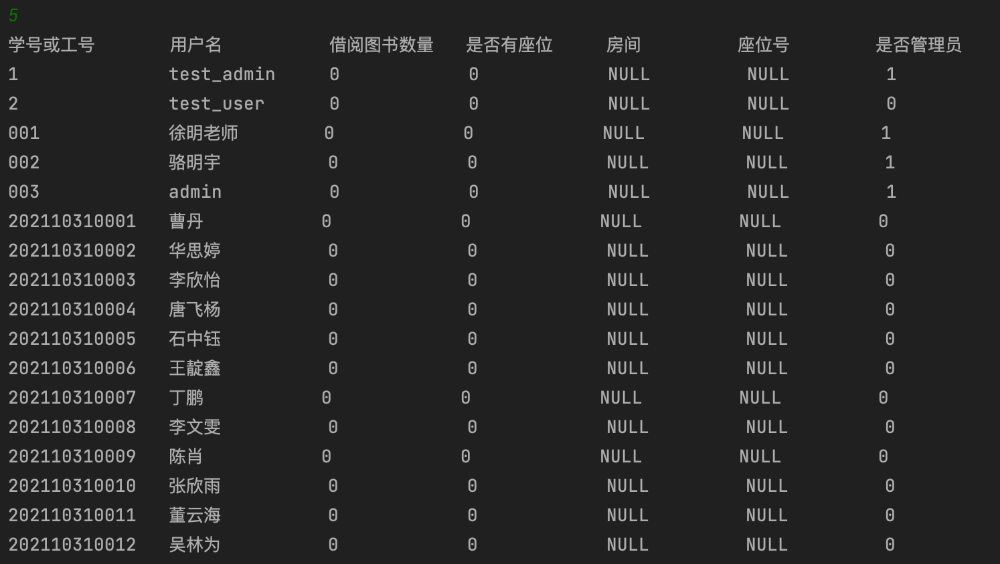 5
学号或工号 用户名 借阅图书数量 是否有座位 房间 座位号 是否管理员
1 test_admin 0 0 NULL NULL 1
2 test_user 0 0 NULL NULL 0
001 徐明老师 0 0 NULL NULL 1
002 骆明宇 0 0 NULL NULL 1
003 admin 0 0 NULL NULL 1
202110310001 曹丹 0 0 NULL NULL 0
202110310002 华思婷 0 0 NULL NULL 0
202110310003 李欣怡 0 0 NULL NULL 0
202110310004 唐飞杨 0 0 NULL NULL 0
202110310005 石中钰 0 0 NULL NULL 0
202110310006 王靛鑫 0 0 NULL NULL 0
202110310007 丁鹏 0 0 NULL NULL 0
202110310008 李文雯 0 0 NULL NULL 0
202110310009 陈肖 0 0 NULL NULL 0
202110310010 张欣雨 0 0 NULL NULL 0
202110310011 董云海 0 0 NULL NULL 0
202110310012 吴林为 0 0 NULL NULL 0